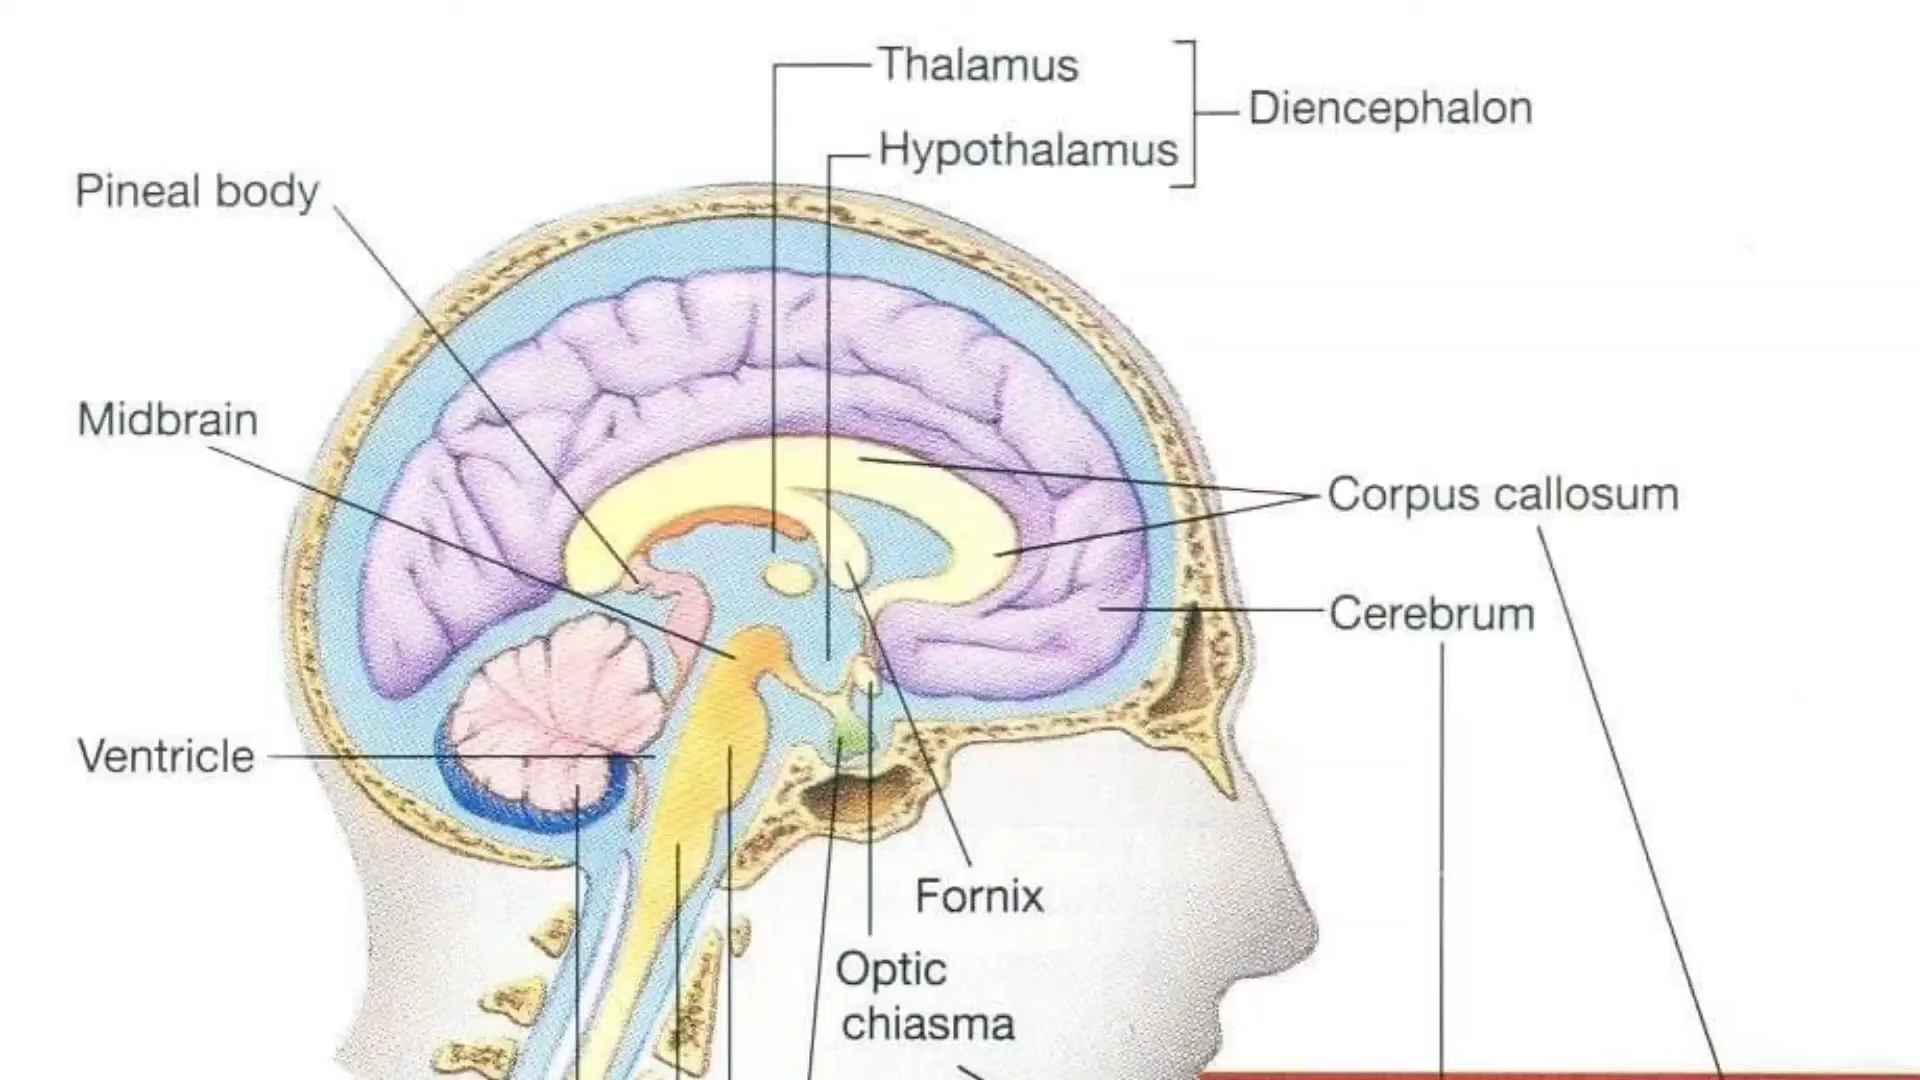 Thalamus
Hypothalamus
Diencephalon
Pineal body
Midbrain
Corpus callosum
Cerebrum
Ventricle
Fornix
Optic
chiasma